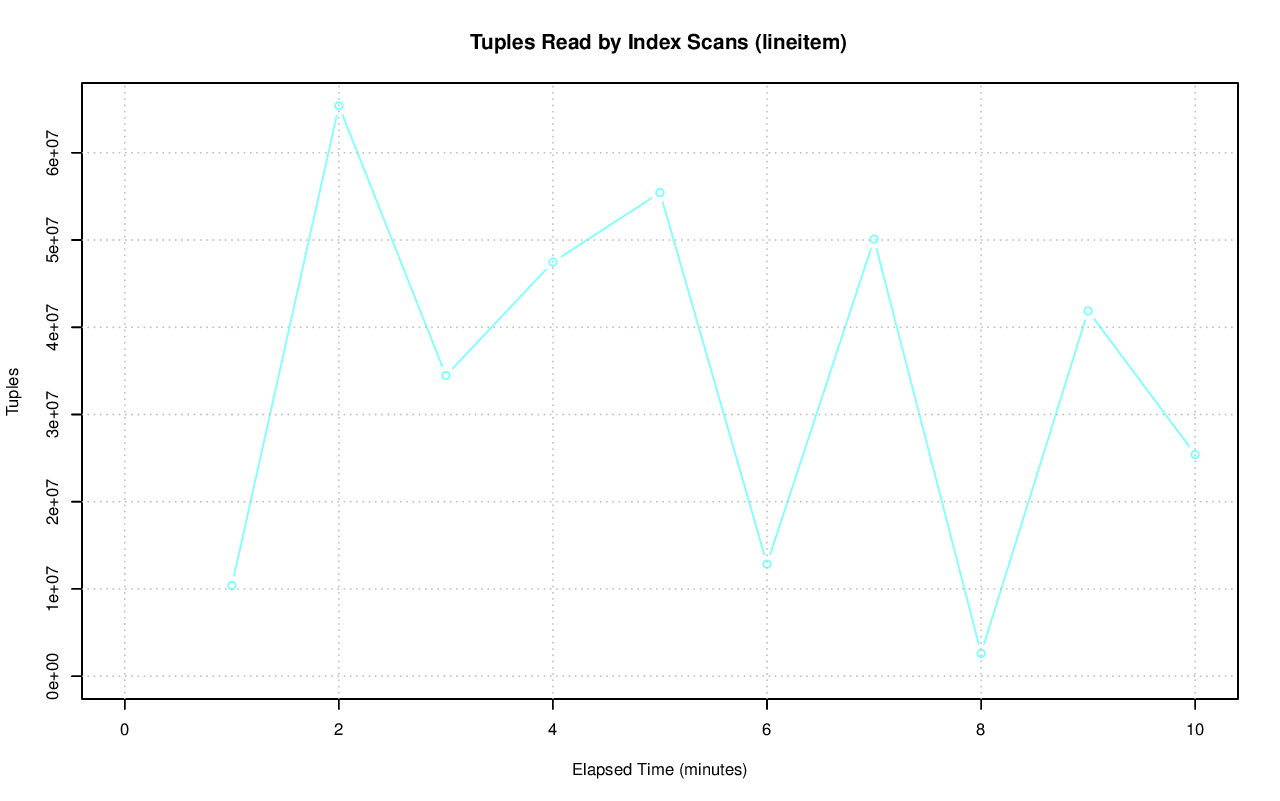 Tuples Read by Index Scans (lineitem)
Tuples
6e+07
5e+07
4e+07
3e+07
2e+07
1e+07
0e+00
0 2 4 6 8 10
Elapsed Time (minutes)